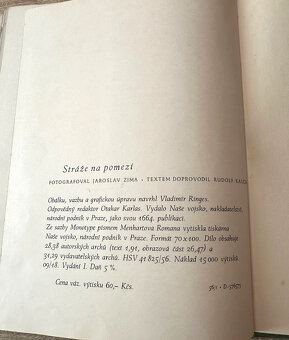 Stráže na pomezí
FOTOGRAFOVAL JAROSLAV ZIMA · TEXTEM DOPROVODIL RUDOLF KALČÍK
Obálku, vazbu a grafickou úpravu navrhl Vladimír Ringes.
Odpovědný redaktor Otakar Karlas. Vydalo Naše vojsko, nakladatelství,
národní podnik v Praze, jako svou 1664. publikaci.
Ze sazby Monotype písmem Menhartova Romana vytiskla tiskárna
Naše vojsko, národní podnik v Praze. Formát 70 x 100. Dílo obsahuje
28,38 autorských archů (text 1,91, obrazová část 26,47) a
31,29 vydavatelských archů. HSV 41 825/56. Náklad 15 000 výtisků
09/18. Vydání I. Daň 5 %.
Cena váz. výtisku 60,– Kčs.